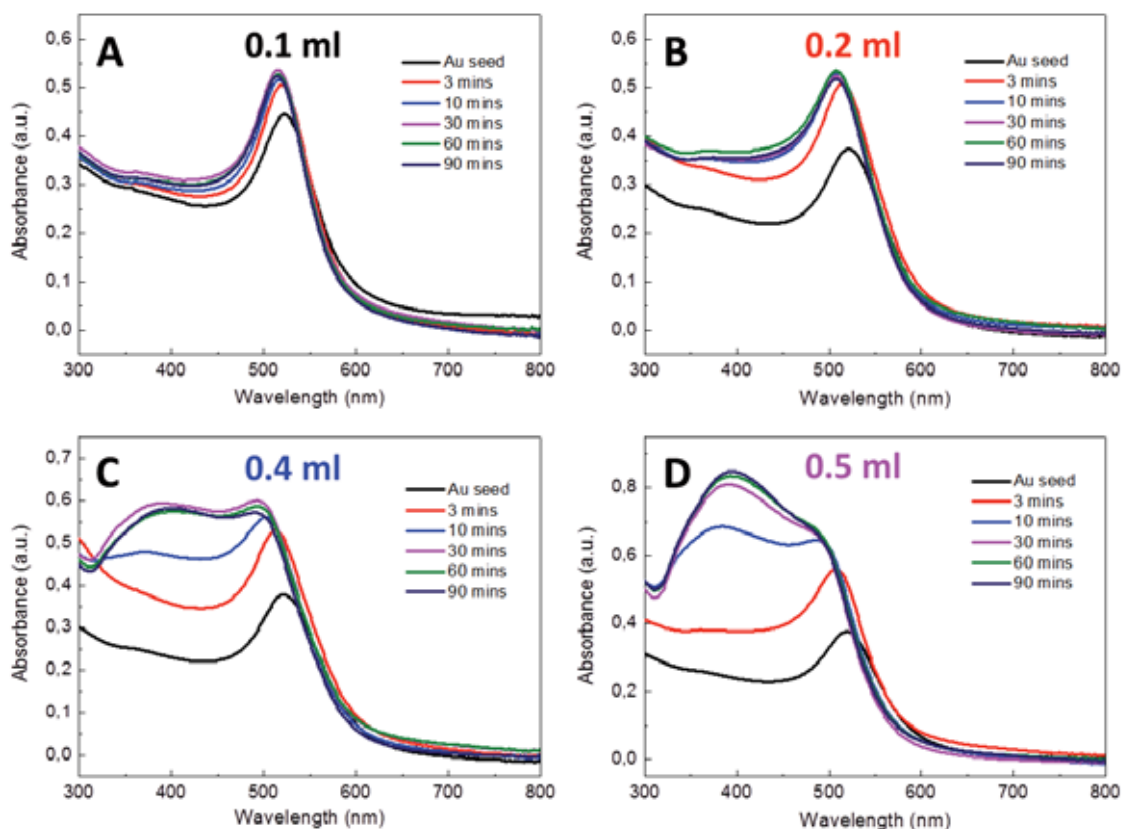 A
0.1 ml
Au seed
3 mins
10 mins
30 mins
60 mins
90 mins
Absorbance (a.u.)
0,6
0,5
0,4
0,3
0,2
0,1
0,0
300 400 500 600 700 800
Wavelength (nm)
B
0.2 ml
Au seed
3 mins
10 mins
30 mins
60 mins
90 mins
Absorbance (a.u.)
0,6
0,5
0,4
0,3
0,2
0,1
0,0
300 400 500 600 700 800
Wavelength (nm)
C
0.4 ml
Au seed
3 mins
10 mins
30 mins
60 mins
90 mins
Absorbance (a.u.)
0,7
0,6
0,5
0,4
0,3
0,2
0,1
0,0
300 400 500 600 700 800
Wavelength (nm)
D
0.5 ml
Au seed
3 mins
10 mins
30 mins
60 mins
90 mins
Absorbance (a.u.)
0,8
0,6
0,4
0,2
0,0
300 400 500 600 700 800
Wavelength (nm)